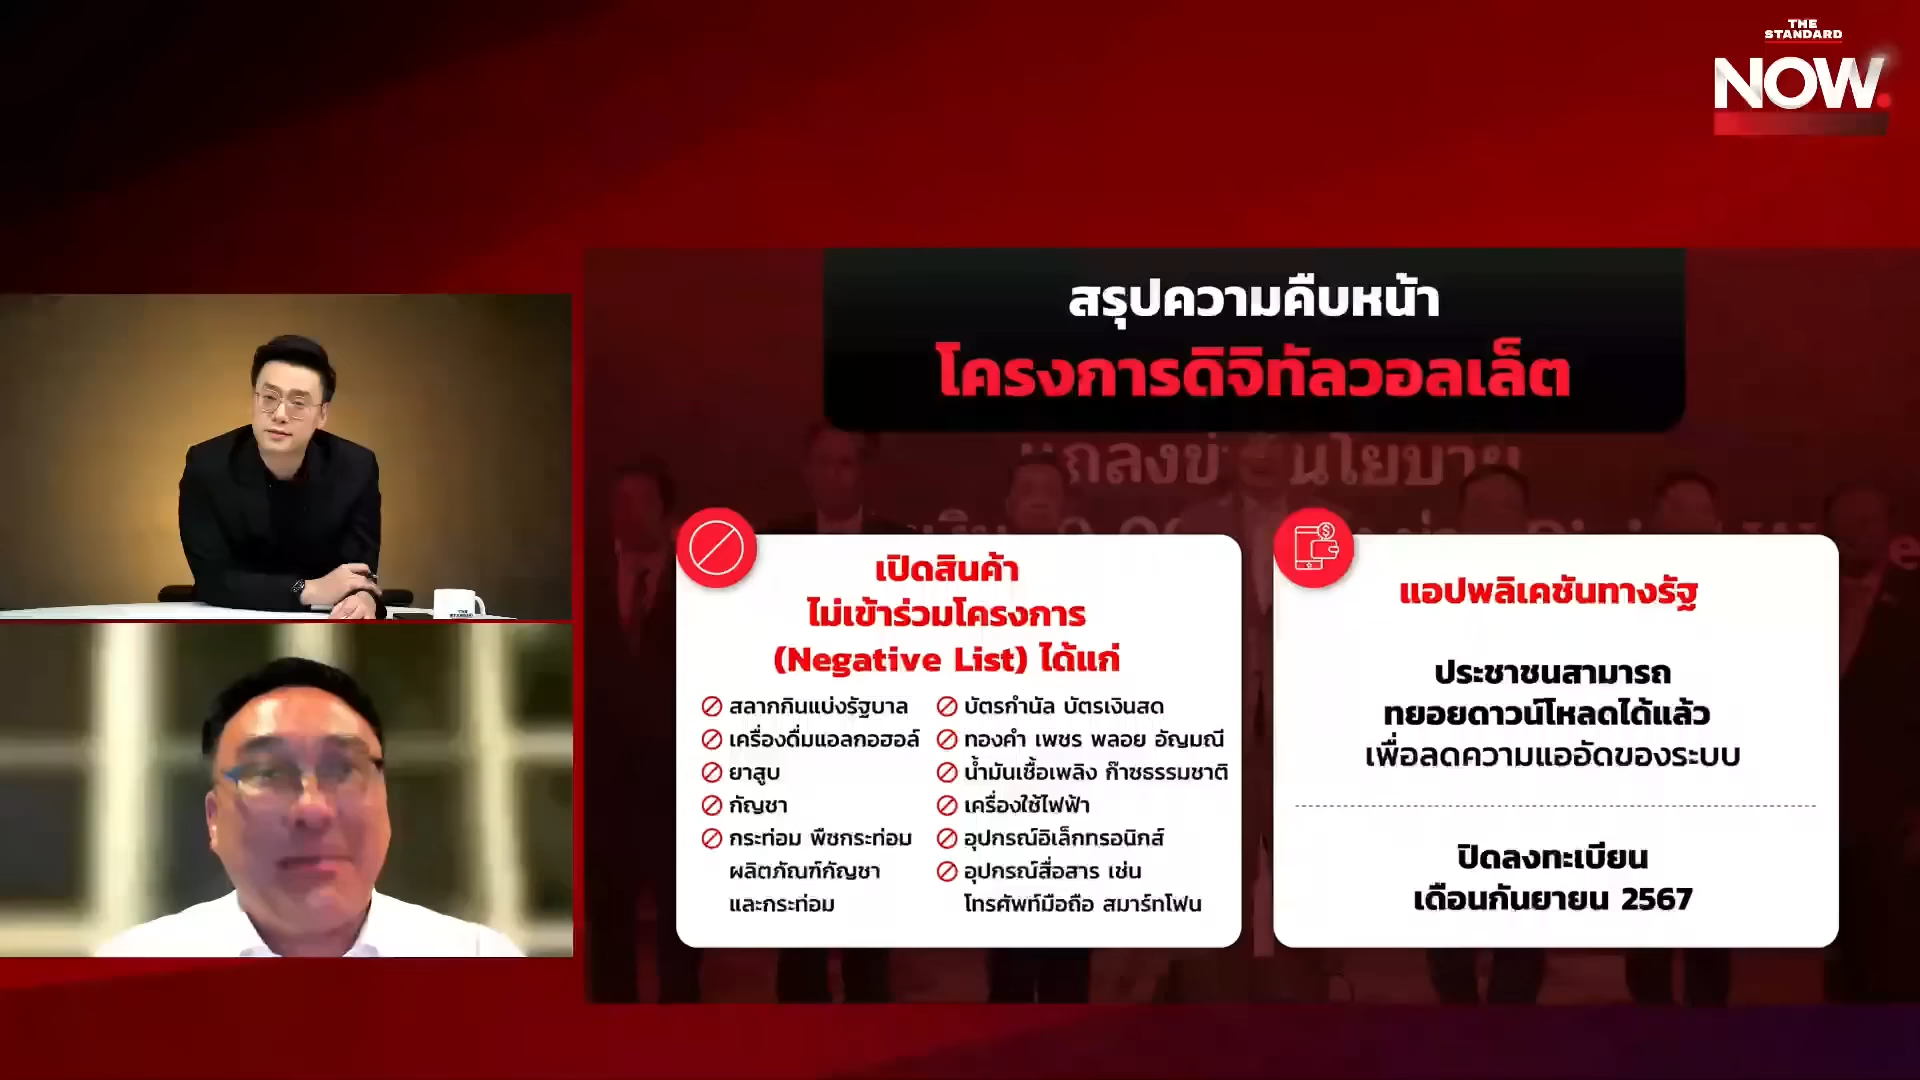 THE
STANDARD
NOW.
สรุปความคืบหน้า
โครงการดิจิทัลวอลเล็ต
เปิดสินค้า
ไม่เข้าร่วมโครงการ
(Negative List) ได้แก่
สลากกินแบ่งรัฐบาล
เครื่องดื่มแอลกอฮอล์
ยาสูบ
กัญชา
กระท่อม พืชกระท่อม
ผลิตภัณฑ์กัญชา
และกระท่อม
บัตรกำนัล บัตรเงินสด
ทองคำ เพชร พลอย อัญมณี
น้ำมันเชื้อเพลิง ก๊าซธรรมชาติ
เครื่องใช้ไฟฟ้า
อุปกรณ์อิเล็กทรอนิกส์
อุปกรณ์สื่อสาร เช่น
โทรศัพท์มือถือ สมาร์ทโฟน
แอปพลิเคชันทางรัฐ
ประชาชนสามารถ
ทยอยดาวน์โหลดได้แล้ว
เพื่อลดความแออัดของระบบ
ปิดลงทะเบียน
เดือนกันยายน 2567
THE
STANDARD